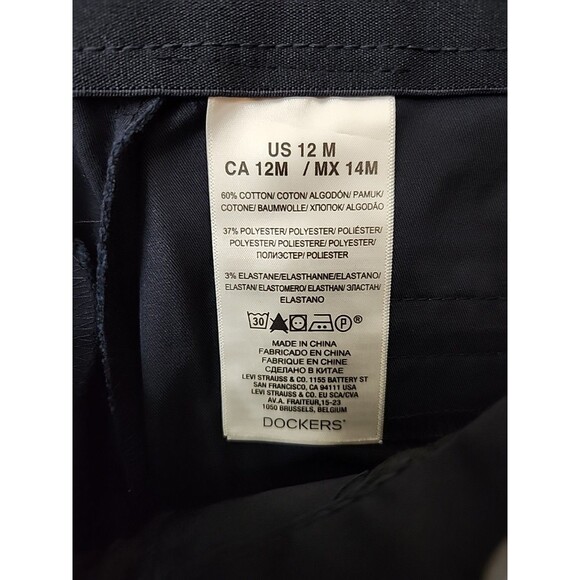 US 12 M
CA 12M / MX 14M
60% COTTON/ COTON/ ALGODÓN/ PAMUK/
COTONE/ BAUMWOLLE/ ХЛОПОК/ ALGODÃO
37% POLYESTER/ POLYESTER/ POLIÉSTER/
POLYESTER/ POLIESTERE/ POLYESTER/
ПОЛИЭСТЕР/ POLIESTER
3% ELASTANE/ELASTHANNE/ELASTANO/
ELASTAN/ ELASTOMERO/ ELASTHAN/ ЭЛАСТАН/
ELASTANO
30 P ®
MADE IN CHINA
FABRICADO EN CHINA
FABRIQUE EN CHINE
СДЕЛАНО В КИТАЕ
LEVI STRAUSS & CO. 1155 BATTERY ST
SAN FRANCISCO, CA 94111 USA
LEVI STRAUSS & CO. EU SCA/CVA
AV.A. FRAITEUR,15-23
1050 BRUSSELS, BELGIUM
DOCKERS®